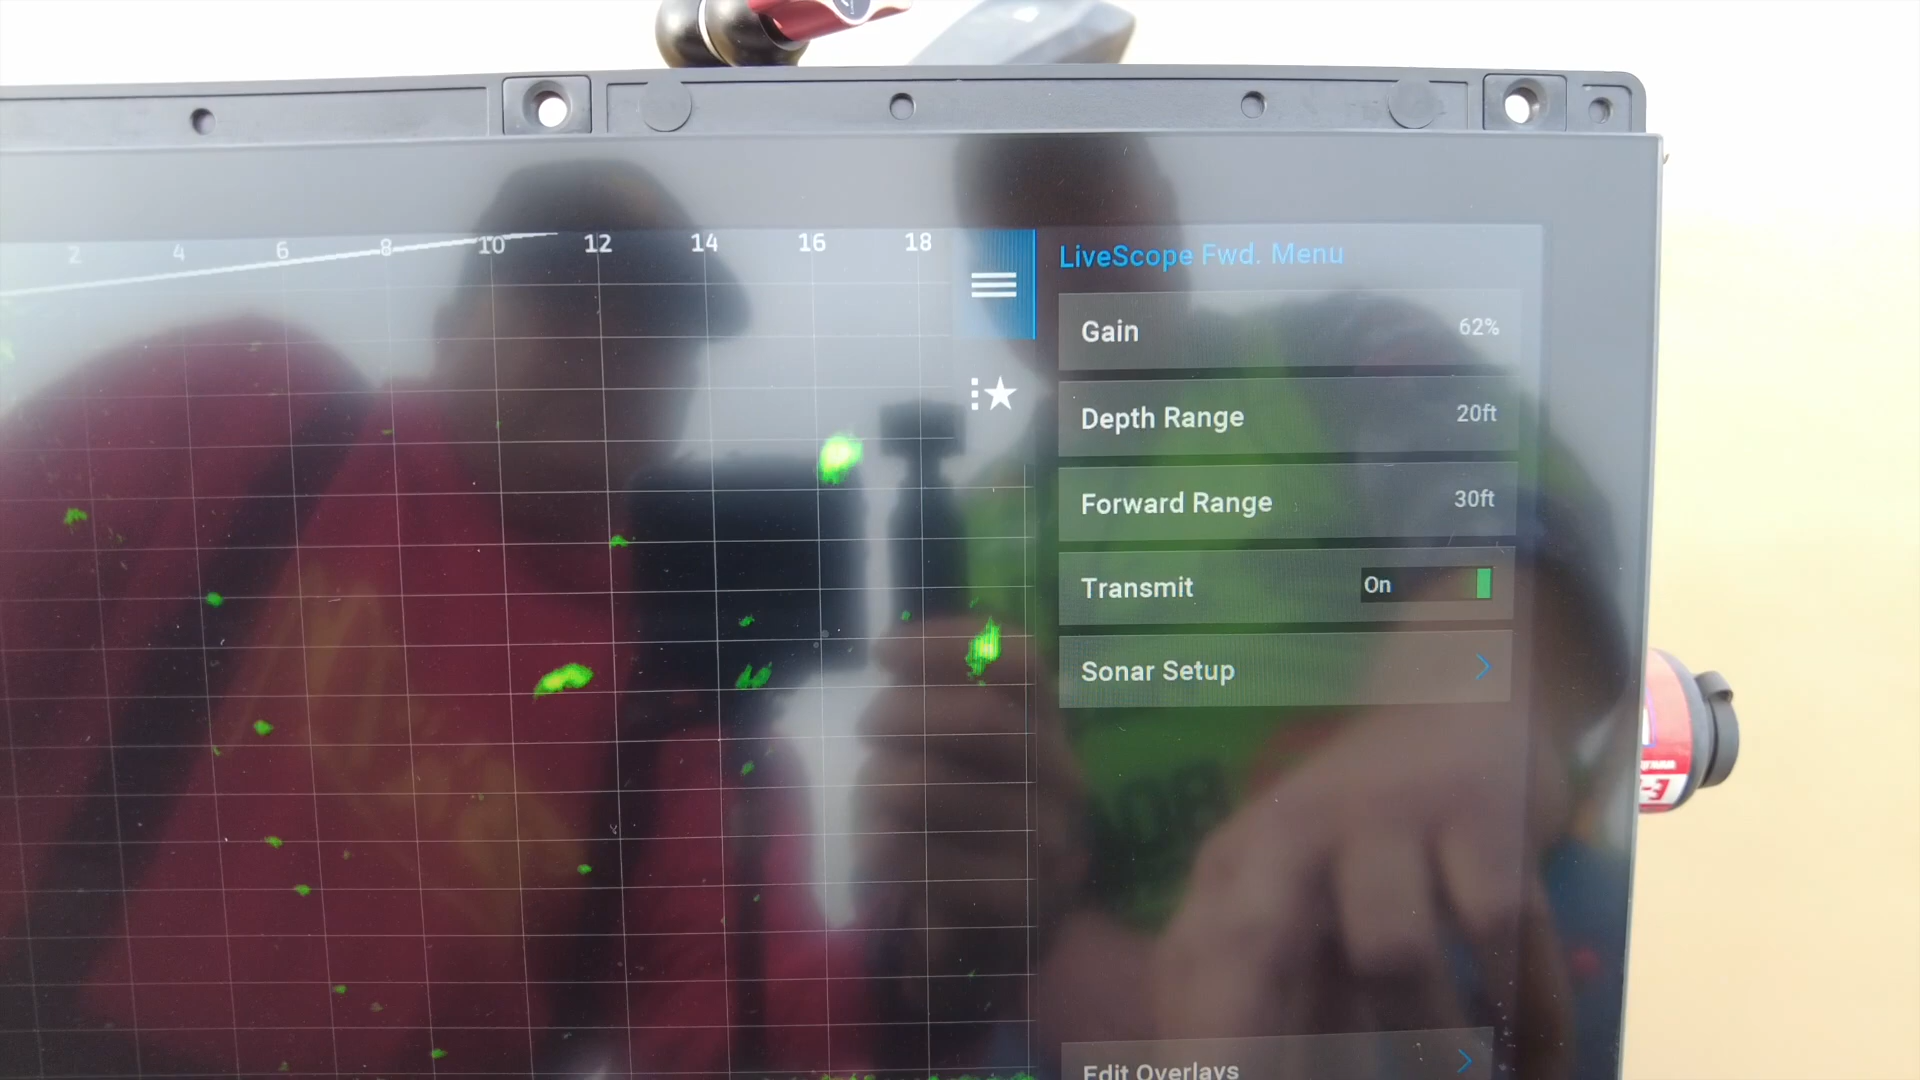 2 4 6 8 10 12 14 16 18
LiveScope Fwd. Menu
Gain 62%
Depth Range 20ft
Forward Range 30ft
Transmit On
Sonar Setup
Edit Overlays